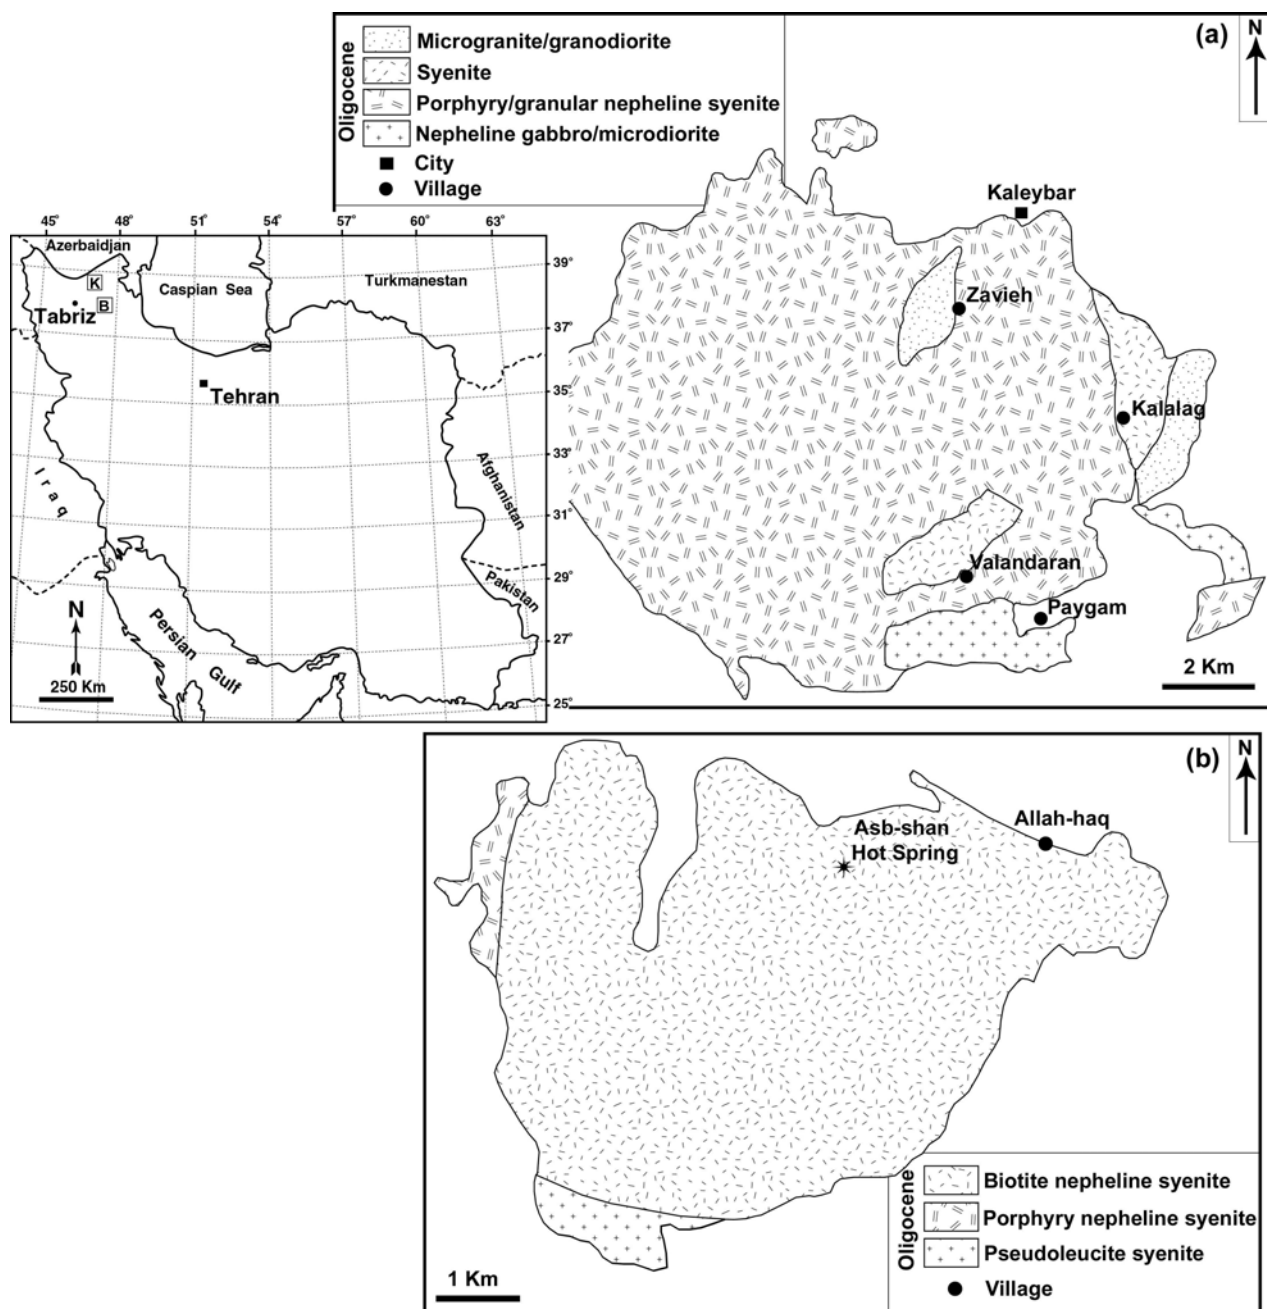 Oligocene
Microgranite/granodiorite
Syenite
Porphyry/granular nepheline syenite
Nepheline gabbro/microdiorite
City
Village
(a)
N
Kaleybar
Zavieh
Kalalag
Valandaran
Paygam
2 Km
45° 48° 51° 54° 57° 60° 63°
Azerbaidjan
K
B
Tabriz
Caspian Sea
Turkmanestan
Tehran
39°
37°
35°
33°
31°
29°
27°
25°
Iraq
Afghanistan
Pakistan
Persian Gulf
N
250 Km
(b)
N
Asb-shan
Hot Spring
Allah-haq
1 Km
Oligocene
Biotite nepheline syenite
Porphyry nepheline syenite
Pseudoleucite syenite
Village